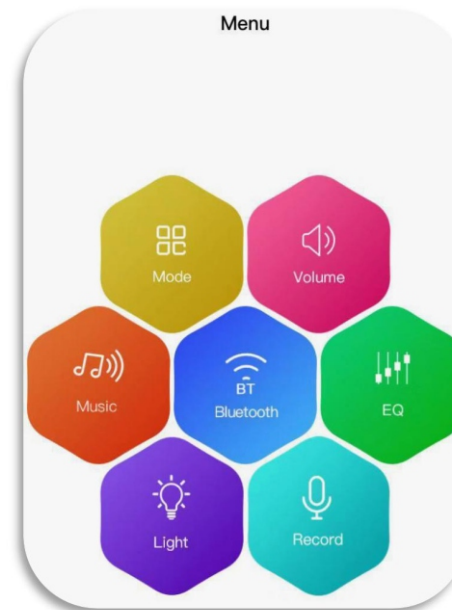 Menu
Mode
Volume
Music
BT
Bluetooth
EQ
Light
Record